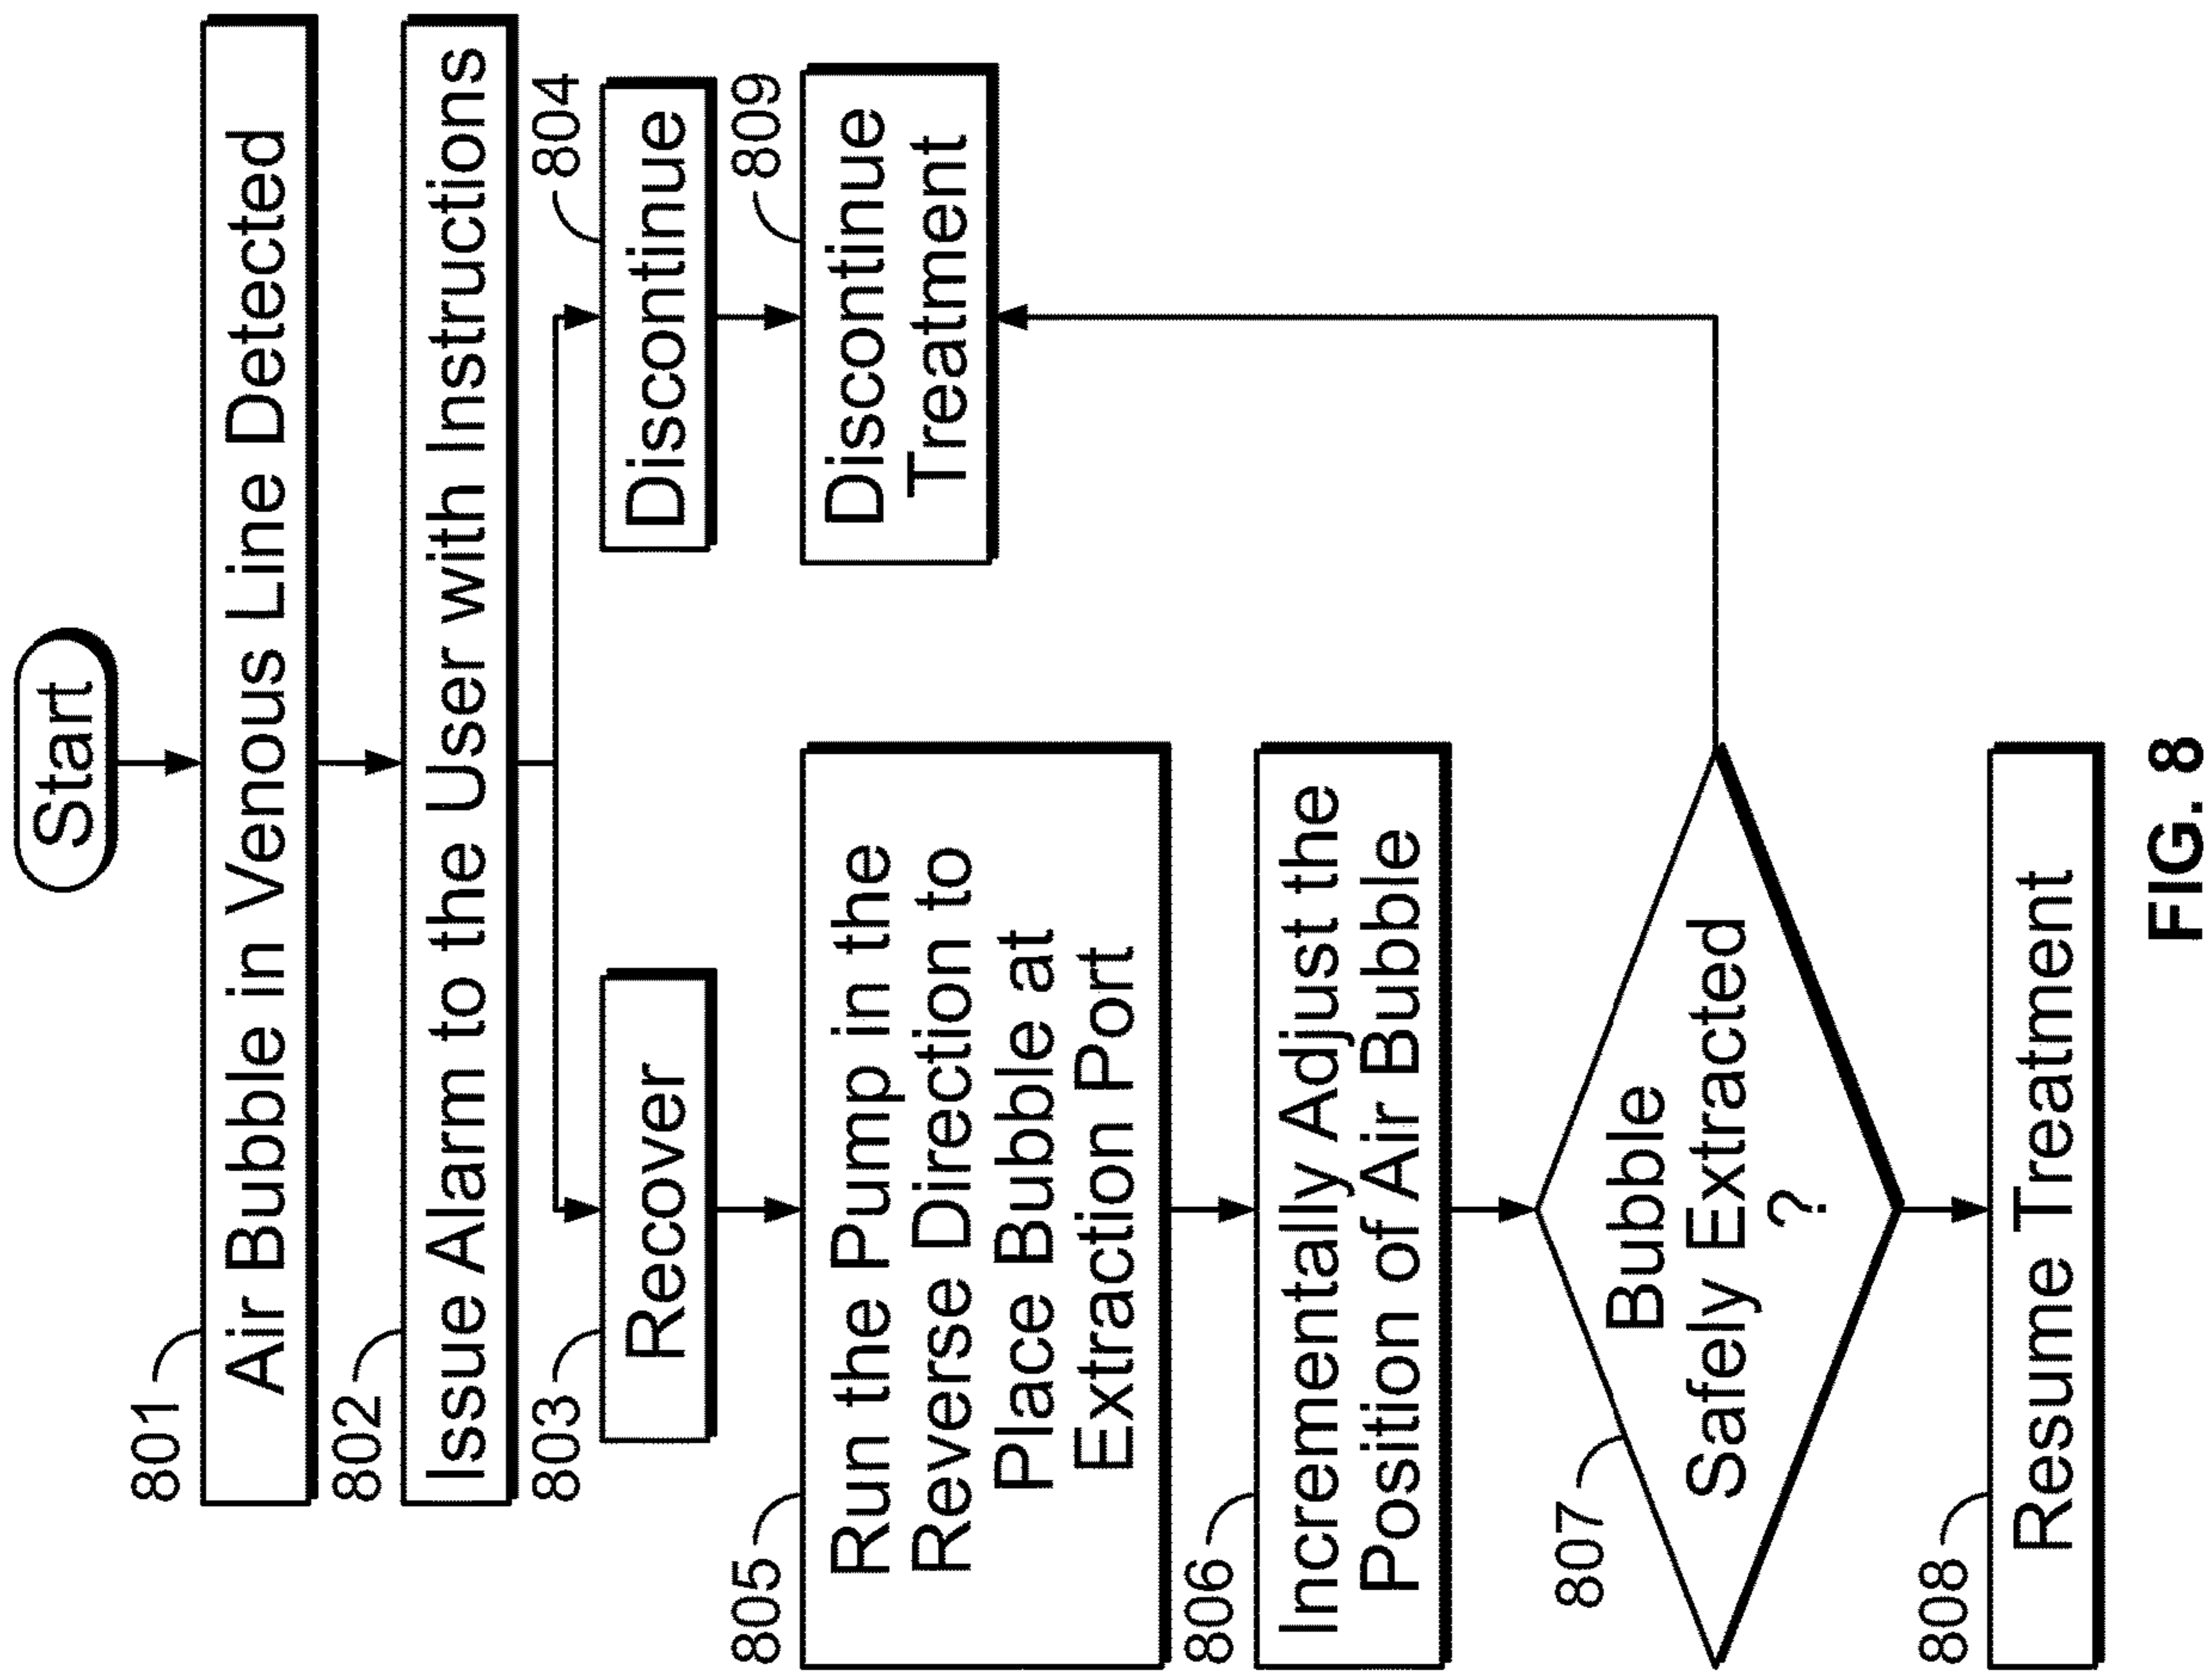 Start
801
Air Bubble in Venous Line Detected
802
Issue Alarm to the User with Instructions
803
Recover
804
Discontinue
805
Run the Pump in the
Reverse Direction to
Place Bubble at
Extraction Port
809
Discontinue
Treatment
806
Incrementally Adjust the
Position of Air Bubble
807
Bubble
Safely Extracted
?
808
Resume Treatment
FIG. 8